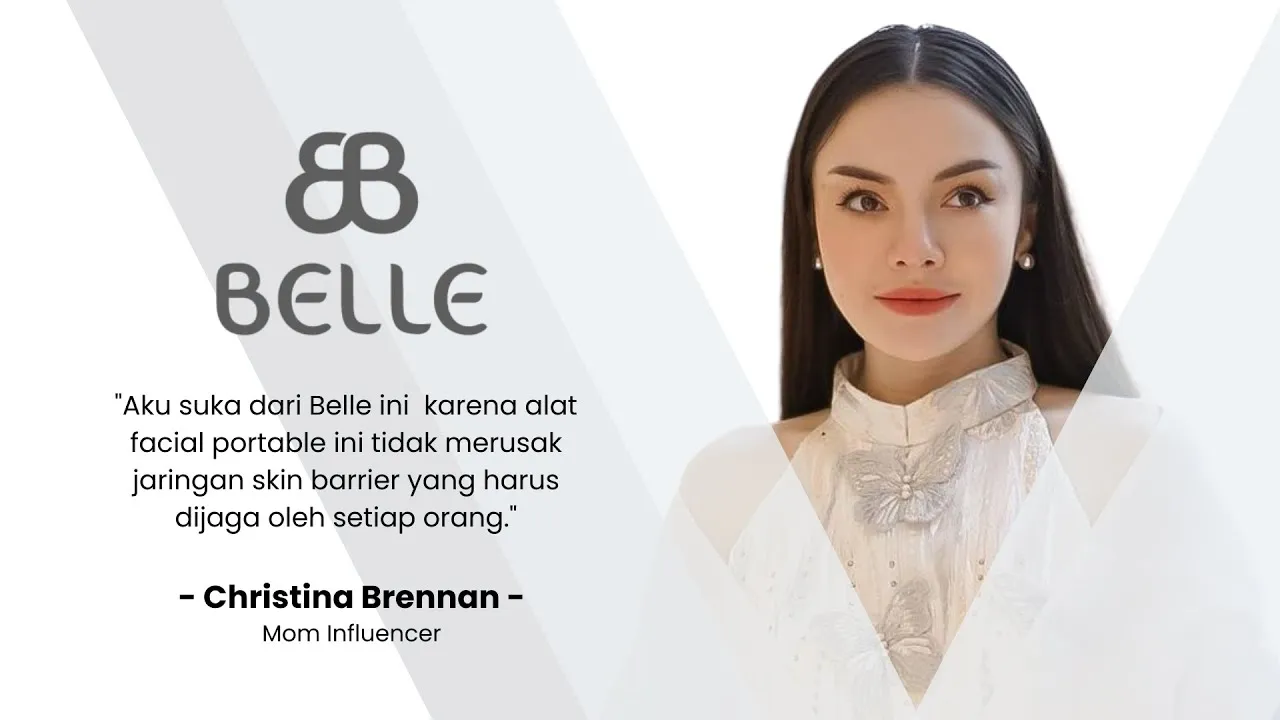 BELLE
"Aku suka dari Belle ini  karena alat
facial portable ini tidak merusak
jaringan skin barrier yang harus
dijaga oleh setiap orang."
- Christina Brennan -
Mom Influencer